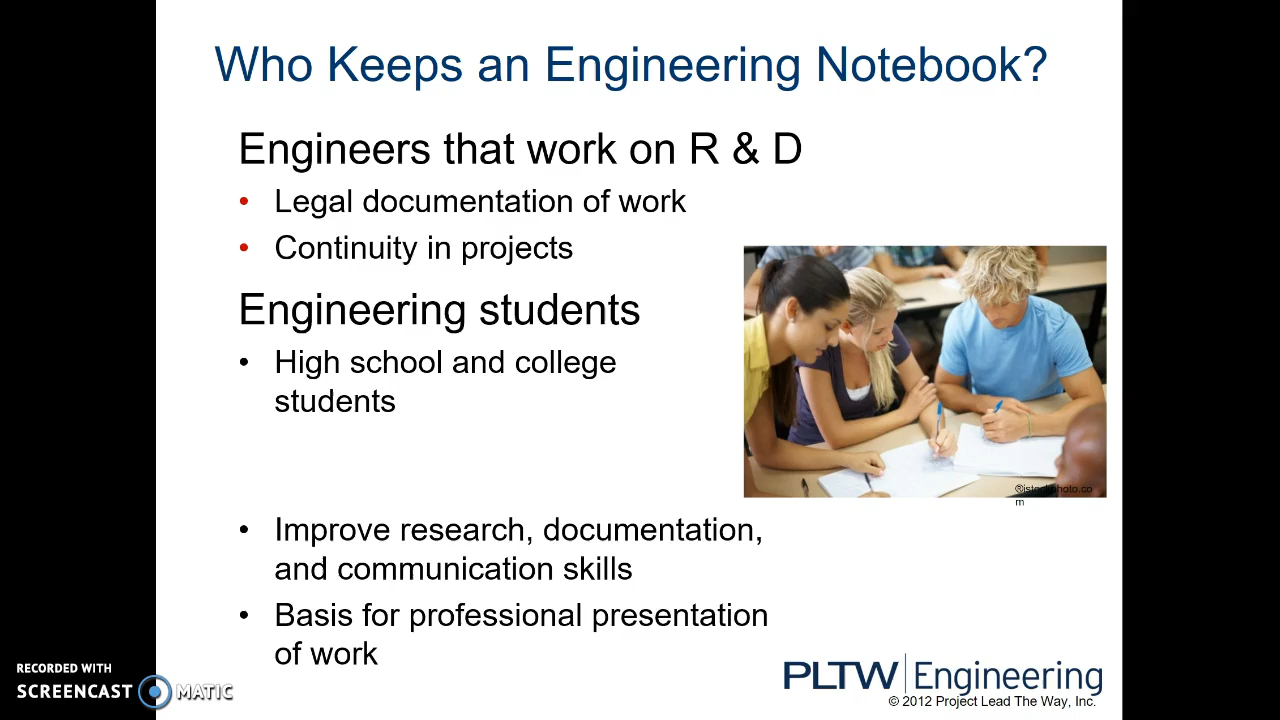 Who Keeps an Engineering Notebook?
Engineers that work on R & D
• Legal documentation of work
• Continuity in projects
Engineering students
• High school and college
students
©istockphoto.co
m
• Improve research, documentation,
and communication skills
• Basis for professional presentation
of work
RECORDED WITH
SCREENCAST MATIC
PLTW Engineering
© 2012 Project Lead The Way, Inc.